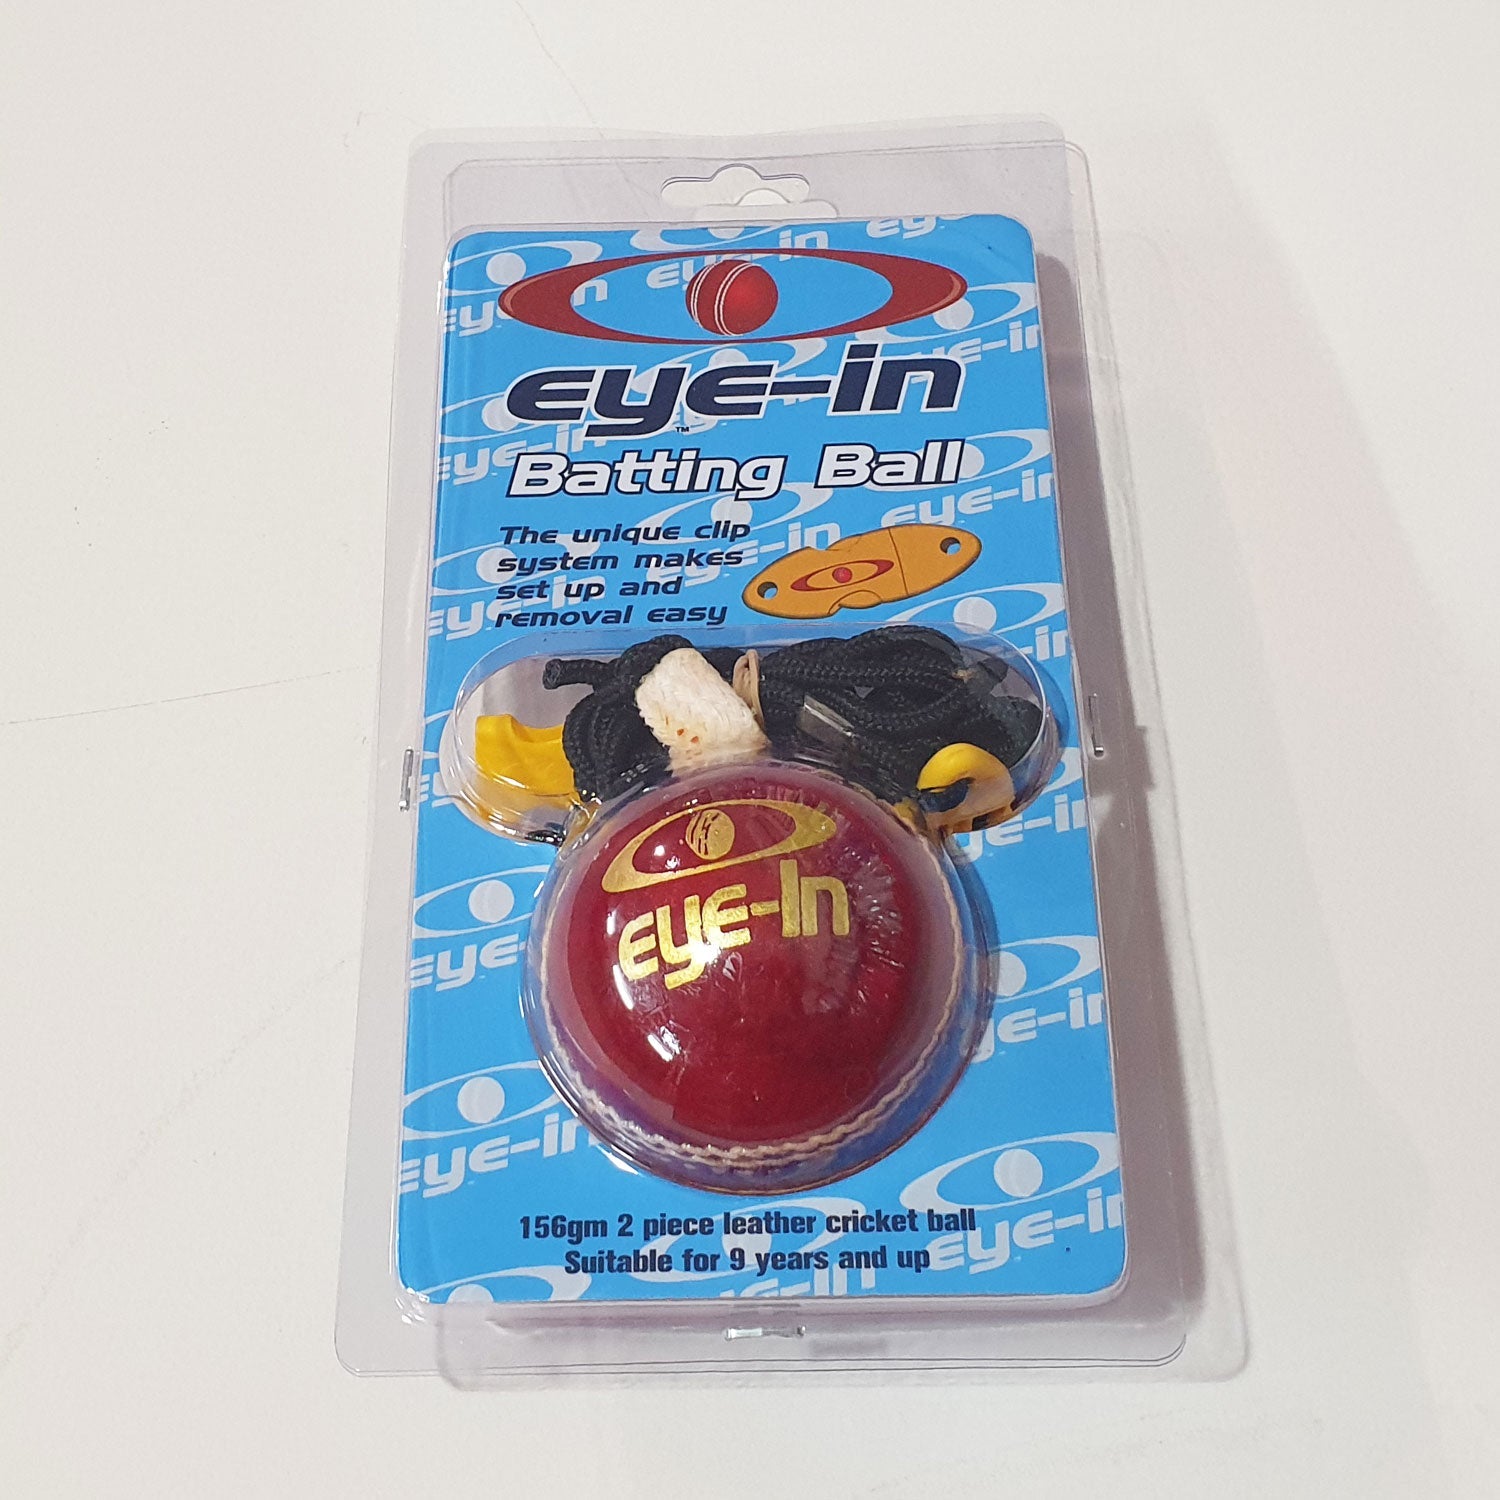 eye-in
TM
Batting Ball
The unique clip
system makes
set up and
removal easy
eye-In
156gm 2 piece leather cricket ball
Suitable for 9 years and up